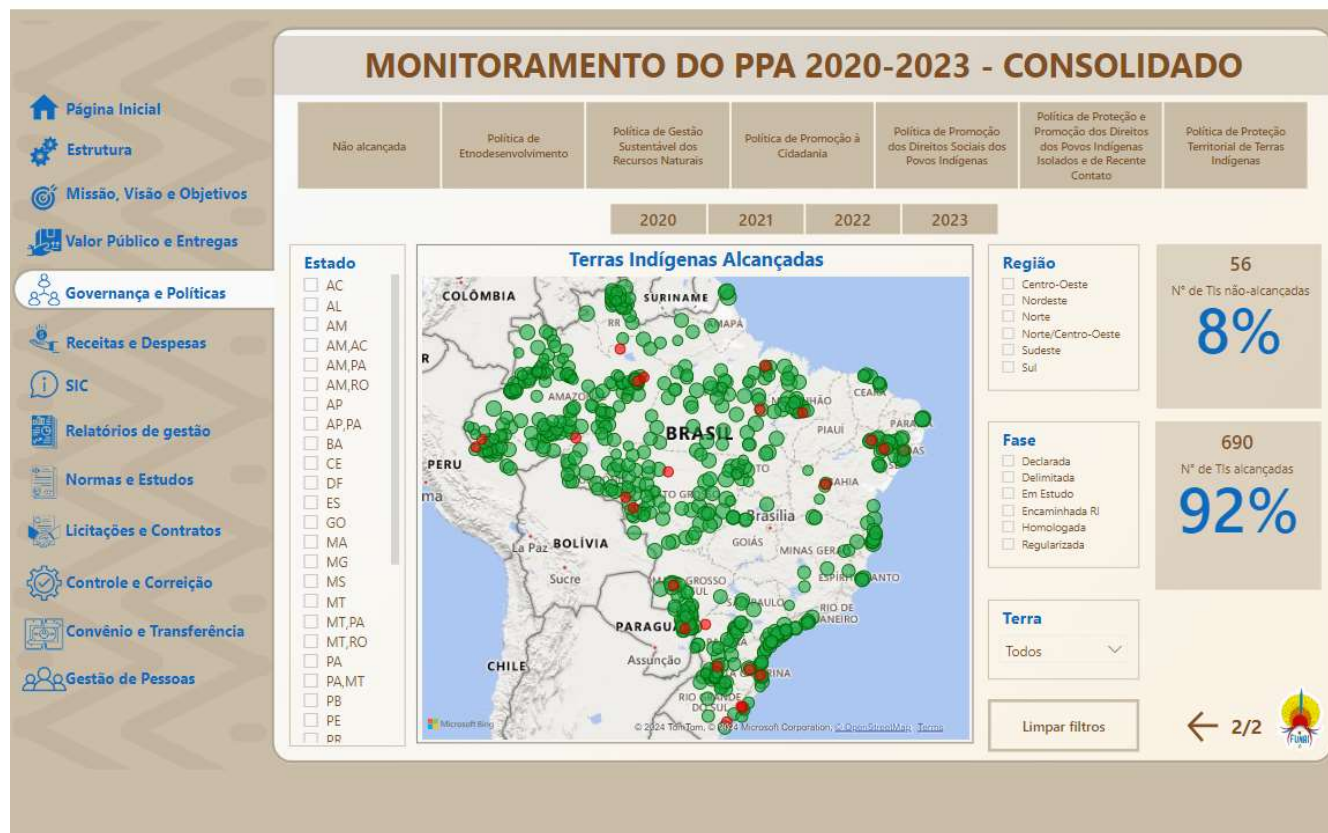 MONITORAMENTO DO PPA 2020-2023 - CONSOLIDADO
Página Inicial
Estrutura
Missão, Visão e Objetivos
Valor Público e Entregas
Governança e Políticas
Receitas e Despesas
SIC
Relatórios de gestão
Normas e Estudos
Licitações e Contratos
Controle e Correição
Convênio e Transferência
Gestão de Pessoas
Não alcançada
Política de
Etnodesenvolvimento
Política de Gestão
Sustentável dos
Recursos Naturais
Política de Promoção à
Cidadania
Política de Promoção
dos Direitos Sociais dos
Povos Indígenas
Política de Proteção e
Promoção dos Direitos
dos Povos Indígenas
Isolados e de Recente
Contato
Política de Proteção
Territorial de Terras
Indígenas
2020
2021
2022
2023
Estado
AC
AL
AM
AM,AC
AM,PA
AM,RO
AP
AP,PA
BA
CE
DF
ES
GO
MA
MG
MS
MT
MT,PA
MT,RO
PA
PA,MT
PB
PE
PR
Terras Indígenas Alcançadas
COLÔMBIA
SURINAME
RR
AMAPÁ
BRASIL
PIAUÍ
PERU
BAHIA
Brasília
GOIÁS
La Paz
BOLÍVIA
Sucre
RIO DE
CHILE
Assunção
Microsoft Bing
© 2024 TomTom, © 2024 Microsoft Corporation, © OpenStreetMap Terms
Região
Centro-Oeste
Nordeste
Norte
Norte/Centro-Oeste
Sudeste
Sul
Fase
Declarada
Delimitada
Em Estudo
Encaminhada RI
Homologada
Regularizada
Terra
Todos
Limpar filtros
56
N° de TIs não-alcançadas
8%
690
N° de TIs alcançadas
92%
2/2
FUNAI